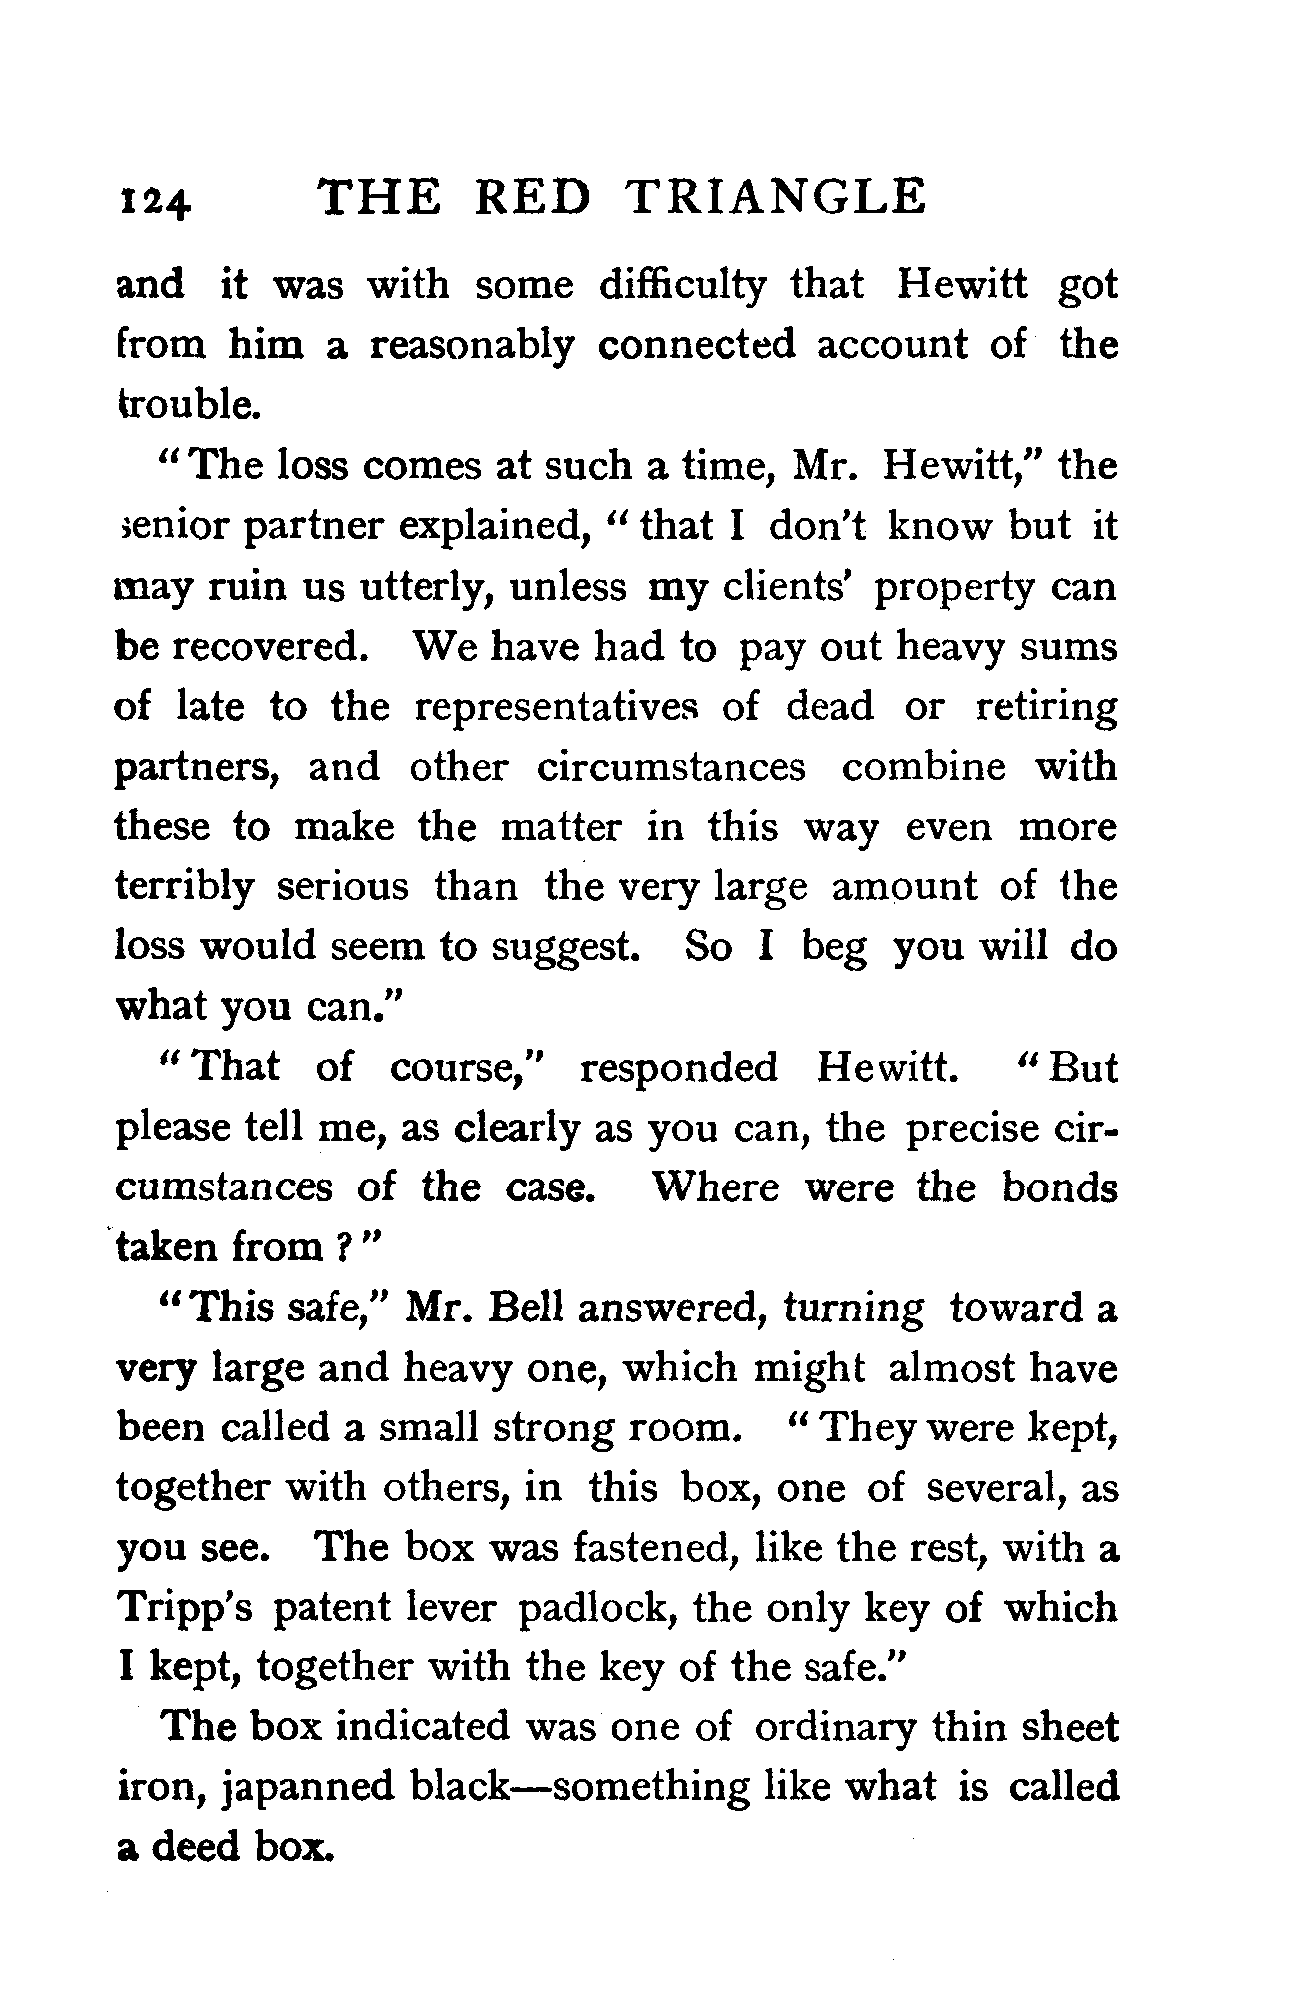 124 THE RED TRIANGLE
and it was with some difficulty that Hewitt got
from him a reasonably connected account of the
trouble.
"The loss comes at such a time, Mr. Hewitt," the
senior partner explained, "that I don't know but it
may ruin us utterly, unless my clients' property can
be recovered. We have had to pay out heavy sums
of late to the representatives of dead or retiring
partners, and other circumstances combine with
these to make the matter in this way even more
terribly serious than the very large amount of the
loss would seem to suggest. So I beg you will do
what you can."
"That of course," responded Hewitt. "But
please tell me, as clearly as you can, the precise cir-
cumstances of the case. Where were the bonds
taken from?"
"This safe," Mr. Bell answered, turning toward a
very large and heavy one, which might almost have
been called a small strong room. "They were kept,
together with others, in this box, one of several, as
you see. The box was fastened, like the rest, with a
Tripp's patent lever padlock, the only key of which
I kept, together with the key of the safe."
The box indicated was one of ordinary thin sheet
iron, japanned black—something like what is called
a deed box.